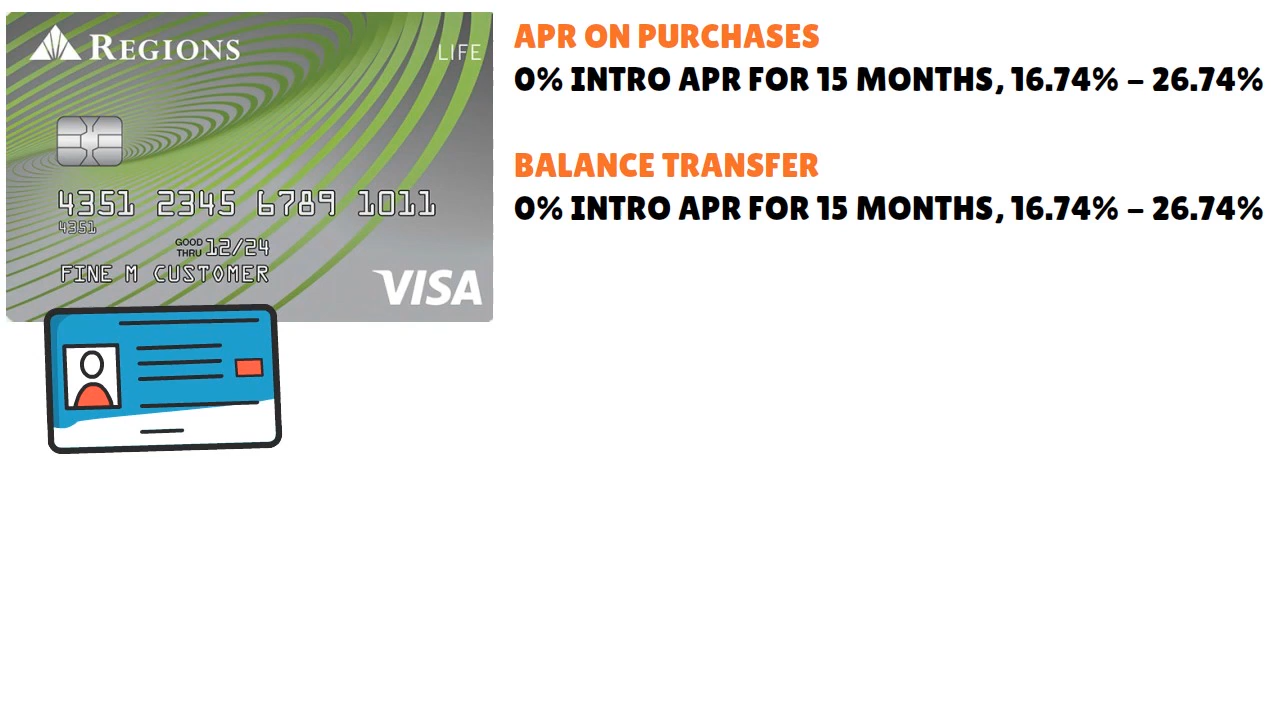 REGIONS
LIFE
4351 2345 6789 1011
4351
GOOD THRU 12/24
FINE M CUSTOMER
VISA
APR ON PURCHASES
0% INTRO APR FOR 15 MONTHS, 16.74% – 26.74%
BALANCE TRANSFER
0% INTRO APR FOR 15 MONTHS, 16.74% – 26.74%